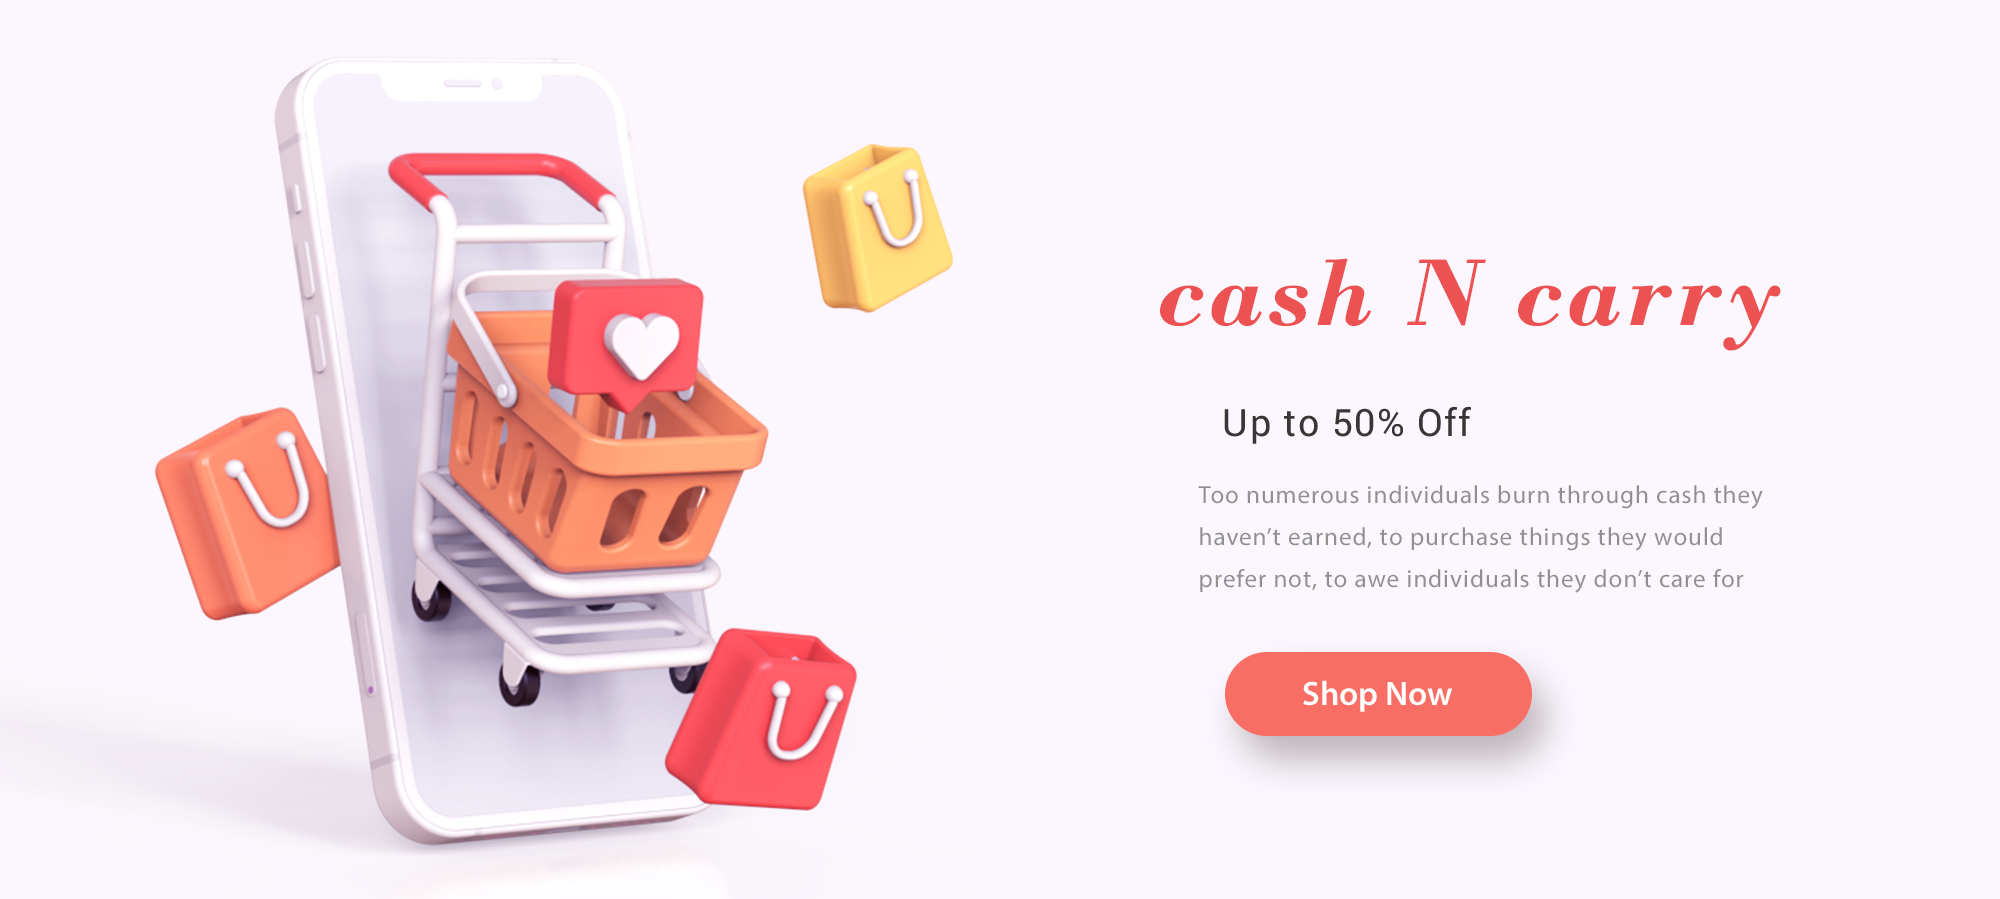 cash N carry
Up to 50% Off
Too numerous individuals burn through cash they
haven’t earned, to purchase things they would
prefer not, to awe individuals they don’t care for
Shop Now